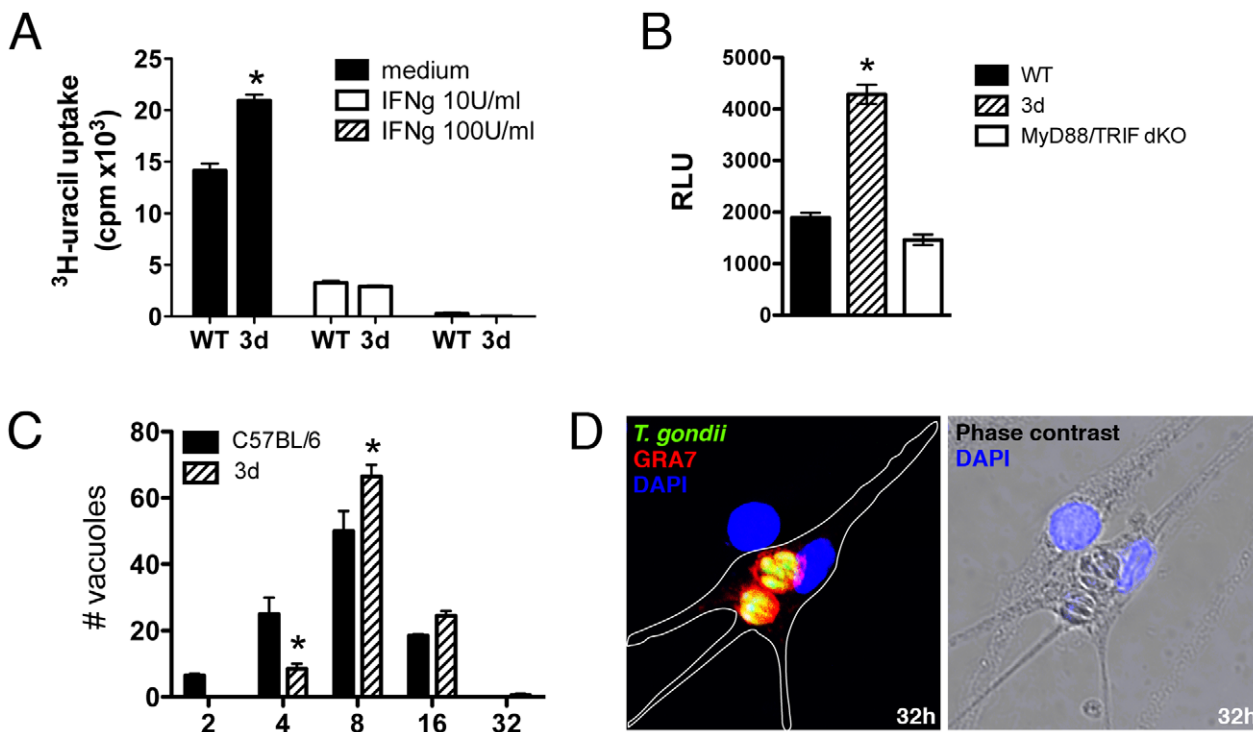 A
³H-uracil uptake
(cpm x10³)
25
20
15
10
5
0
*
medium
IFNg 10U/ml
IFNg 100U/ml
WT 3d
WT 3d
WT 3d
B
RLU
5000
4000
3000
2000
1000
0
*
WT
3d
MyD88/TRIF dKO
C
# vacuoles
80
60
40
20
0
C57BL/6
3d
*
*
2 4 8 16 32
D
T. gondii
GRA7
DAPI
32h
Phase contrast
DAPI
32h